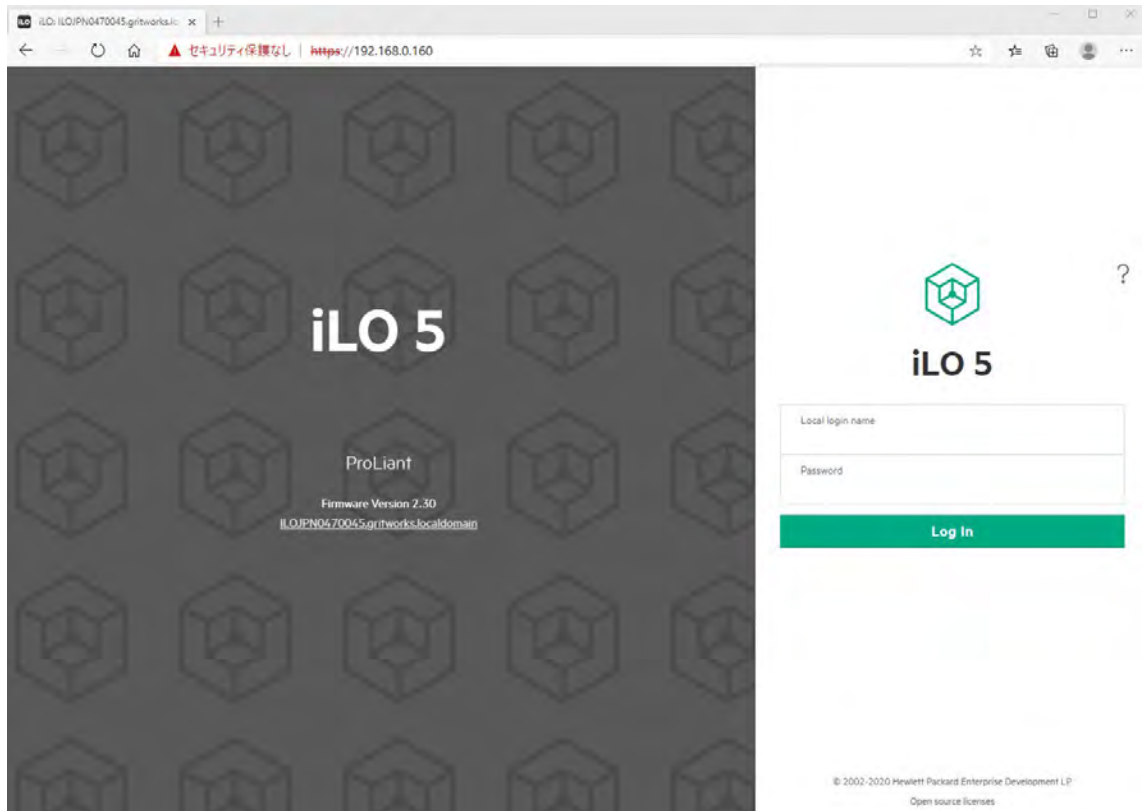 iLO
iLO: ILOJPN0470045.gritworks.lc
セキュリティ保護なし | https://192.168.0.160
iLO 5
ProLiant
Firmware Version 2.30
ILOJPN0470045.gritworks.localdomain
?
iLO 5
Local login name
Password
Log In
© 2002-2020 Hewlett Packard Enterprise Development LP
Open source licenses